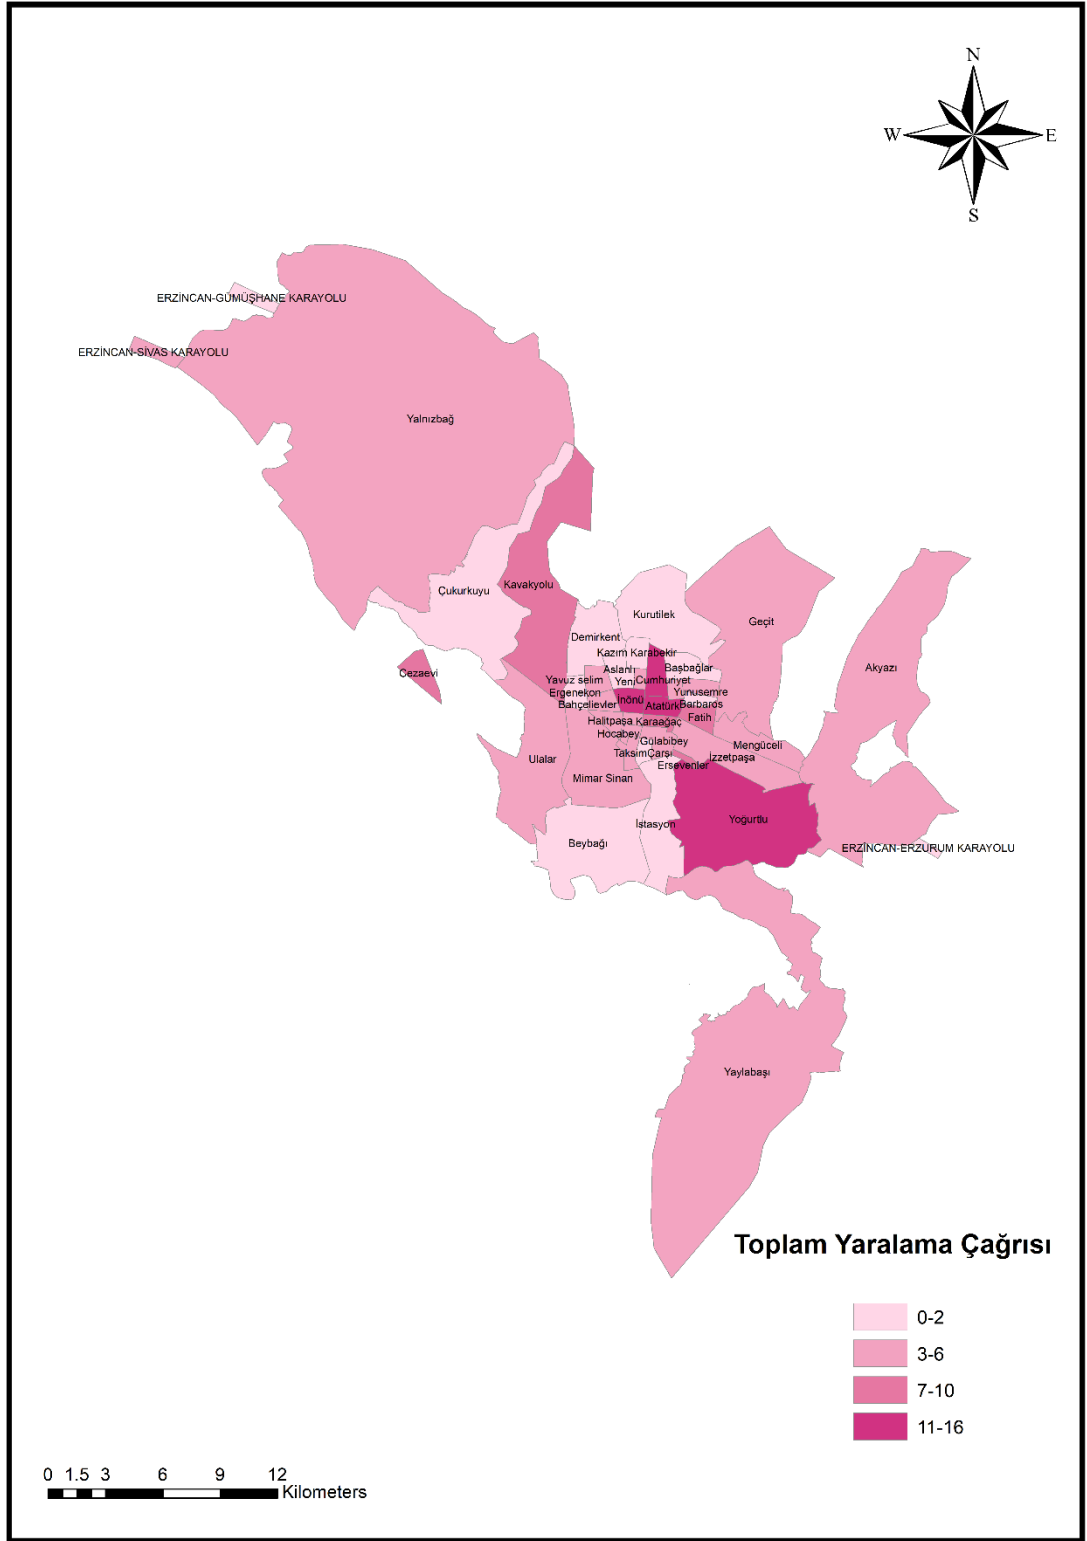 N
W E
S
ERZİNCAN-GÜMÜŞHANE KARAYOLU
ERZİNCAN-SİVAS KARAYOLU
Yalnızbağ
Çukurkuyu
Kavakyolu
Kurutilek
Geçit
Demirkent
Kazım Karabekir
Akyazı
Cezaevi
Aslanlı
Başbağlar
Yavuz selim
Yeni
Cumhuriyet
Ergenekon
Yunusemre
Bahçelievler
İnönü
Atatürk
Barbaros
Halitpaşa
Karaağaç
Fatih
Hocabey
Gülabibey
Mengüceli
Ulalar
Taksim
Çarşı
İzzetpaşa
Ersevenler
Mimar Sinan
İstasyon
Yoğurtlu
Beybağı
ERZİNCAN-ERZURUM KARAYOLU
Yaylabaşı
Toplam Yaralama Çağrısı
0-2
3-6
7-10
11-16
0 1.5 3 6 9 12
Kilometers